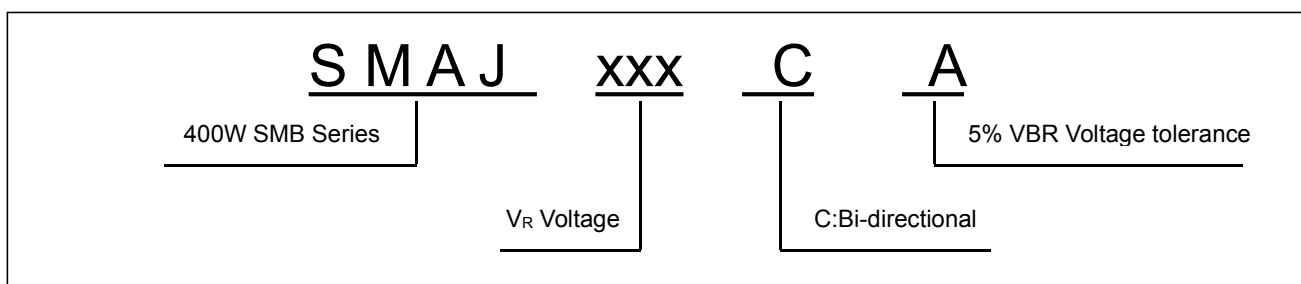 SMAJ xxx C A
400W SMB Series 5% VBR Voltage tolerance
VR Voltage C:Bi-directional